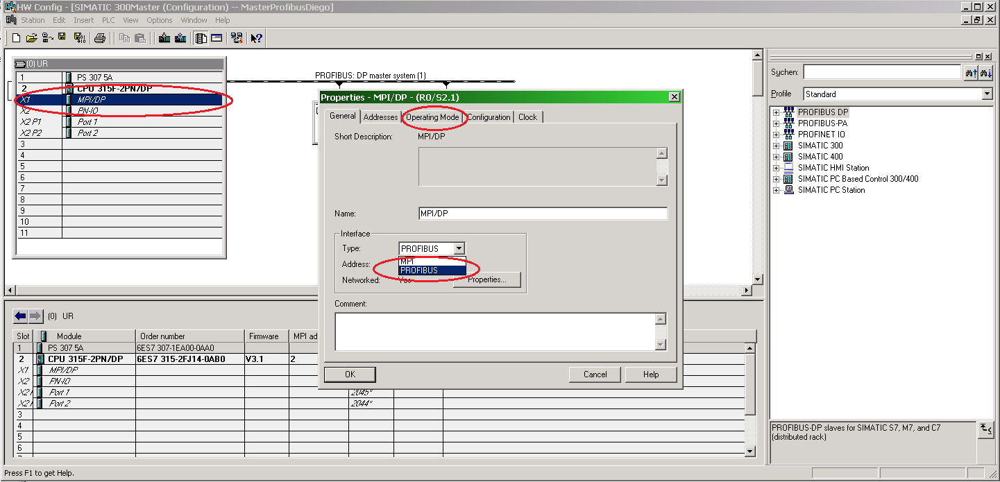 HW Config - [SIMATIC 300Master (Configuration) -- MasterProfibusDiego]
Station Edit Insert PLC View Options Window Help
(0) UR
1 PS 307 5A
2 CPU 315F-2PN/DP
X1 MPI/DP
X2 PN-IO
X2 P1 Port 1
X2 P2 Port 2
3
4
5
6
7
8
9
10
11
PROFIBUS: DP master system (1)
Properties - MPI/DP - (R0/S2.1)
General Addresses Operating Mode Configuration Clock
Short Description: MPI/DP
Name: MPI/DP
Interface
Type: PROFIBUS
MPI
PROFIBUS
Address:
Networked: Yes
Properties...
Comment:
OK Cancel Help
Suchen:
Profile Standard
PROFIBUS DP
PROFIBUS-PA
PROFINET IO
SIMATIC 300
SIMATIC 400
SIMATIC HMI Station
SIMATIC PC Based Control 300/400
SIMATIC PC Station
(0) UR
Slot Module Order number Firmware MPI ad
1 PS 307 5A 6ES7 307-1EA00-0AA0
2 CPU 315F-2PN/DP 6ES7 315-2FJ14-0AB0 V3.1 2
X1 MPI/DP
X2 PN-IO
X2 Port 1 2045*
X2 Port 2 2044*
3
4
5
6
PROFIBUS-DP slaves for SIMATIC S7, M7, and C7
(distributed rack)
Press F1 to get Help.